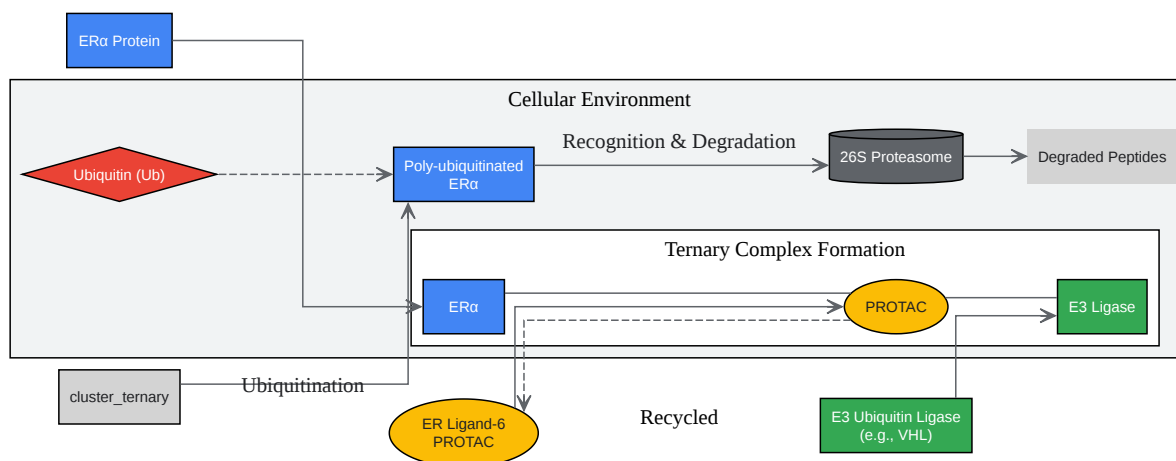 ERα Protein
Cellular Environment
Ubiquitin (Ub)
Poly-ubiquitinated
ERα
Recognition & Degradation
26S Proteasome
Degraded Peptides
Ternary Complex Formation
ERα
PROTAC
E3 Ligase
cluster_ternary
Ubiquitination
ER Ligand-6
PROTAC
Recycled
E3 Ubiquitin Ligase
(e.g., VHL)